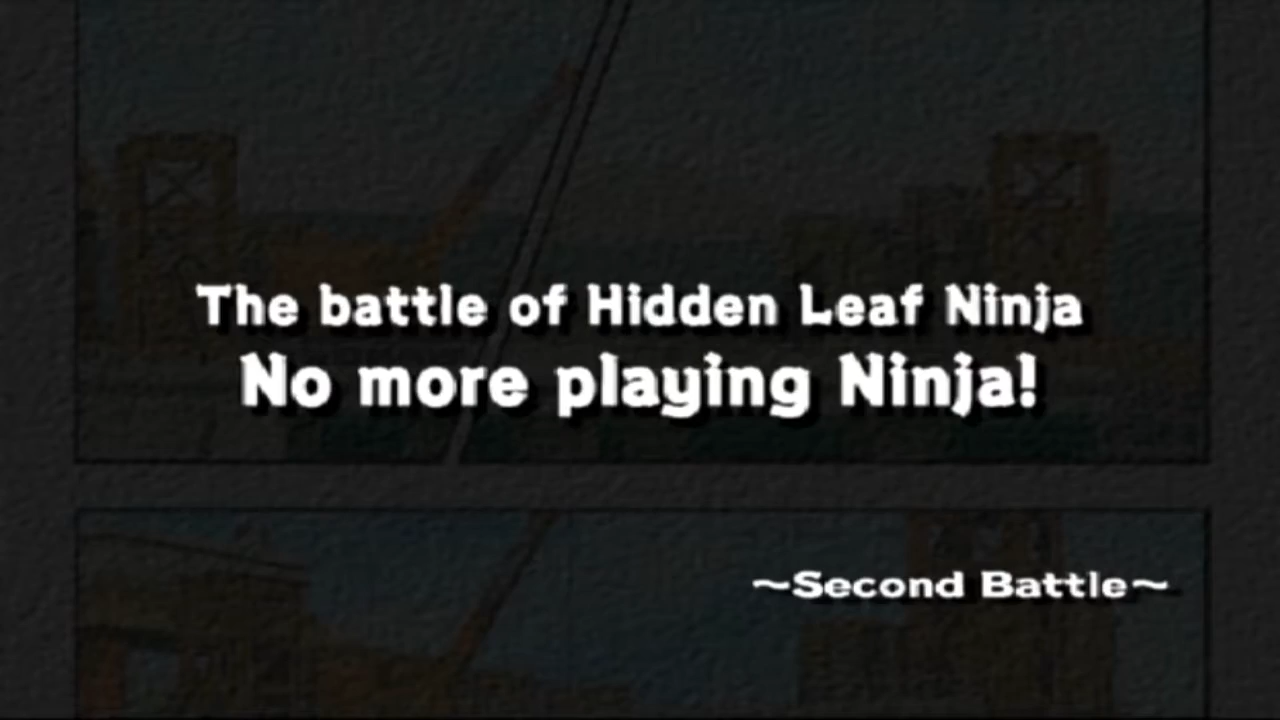 The battle of Hidden Leaf Ninja
No more playing Ninja!
~Second Battle~